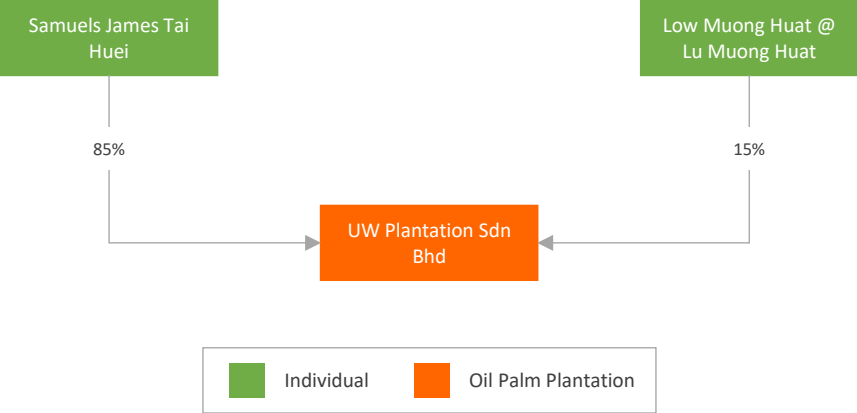 Samuels James Tai
Huei
Low Muong Huat @
Lu Muong Huat
85%
15%
UW Plantation Sdn
Bhd
Individual
Oil Palm Plantation